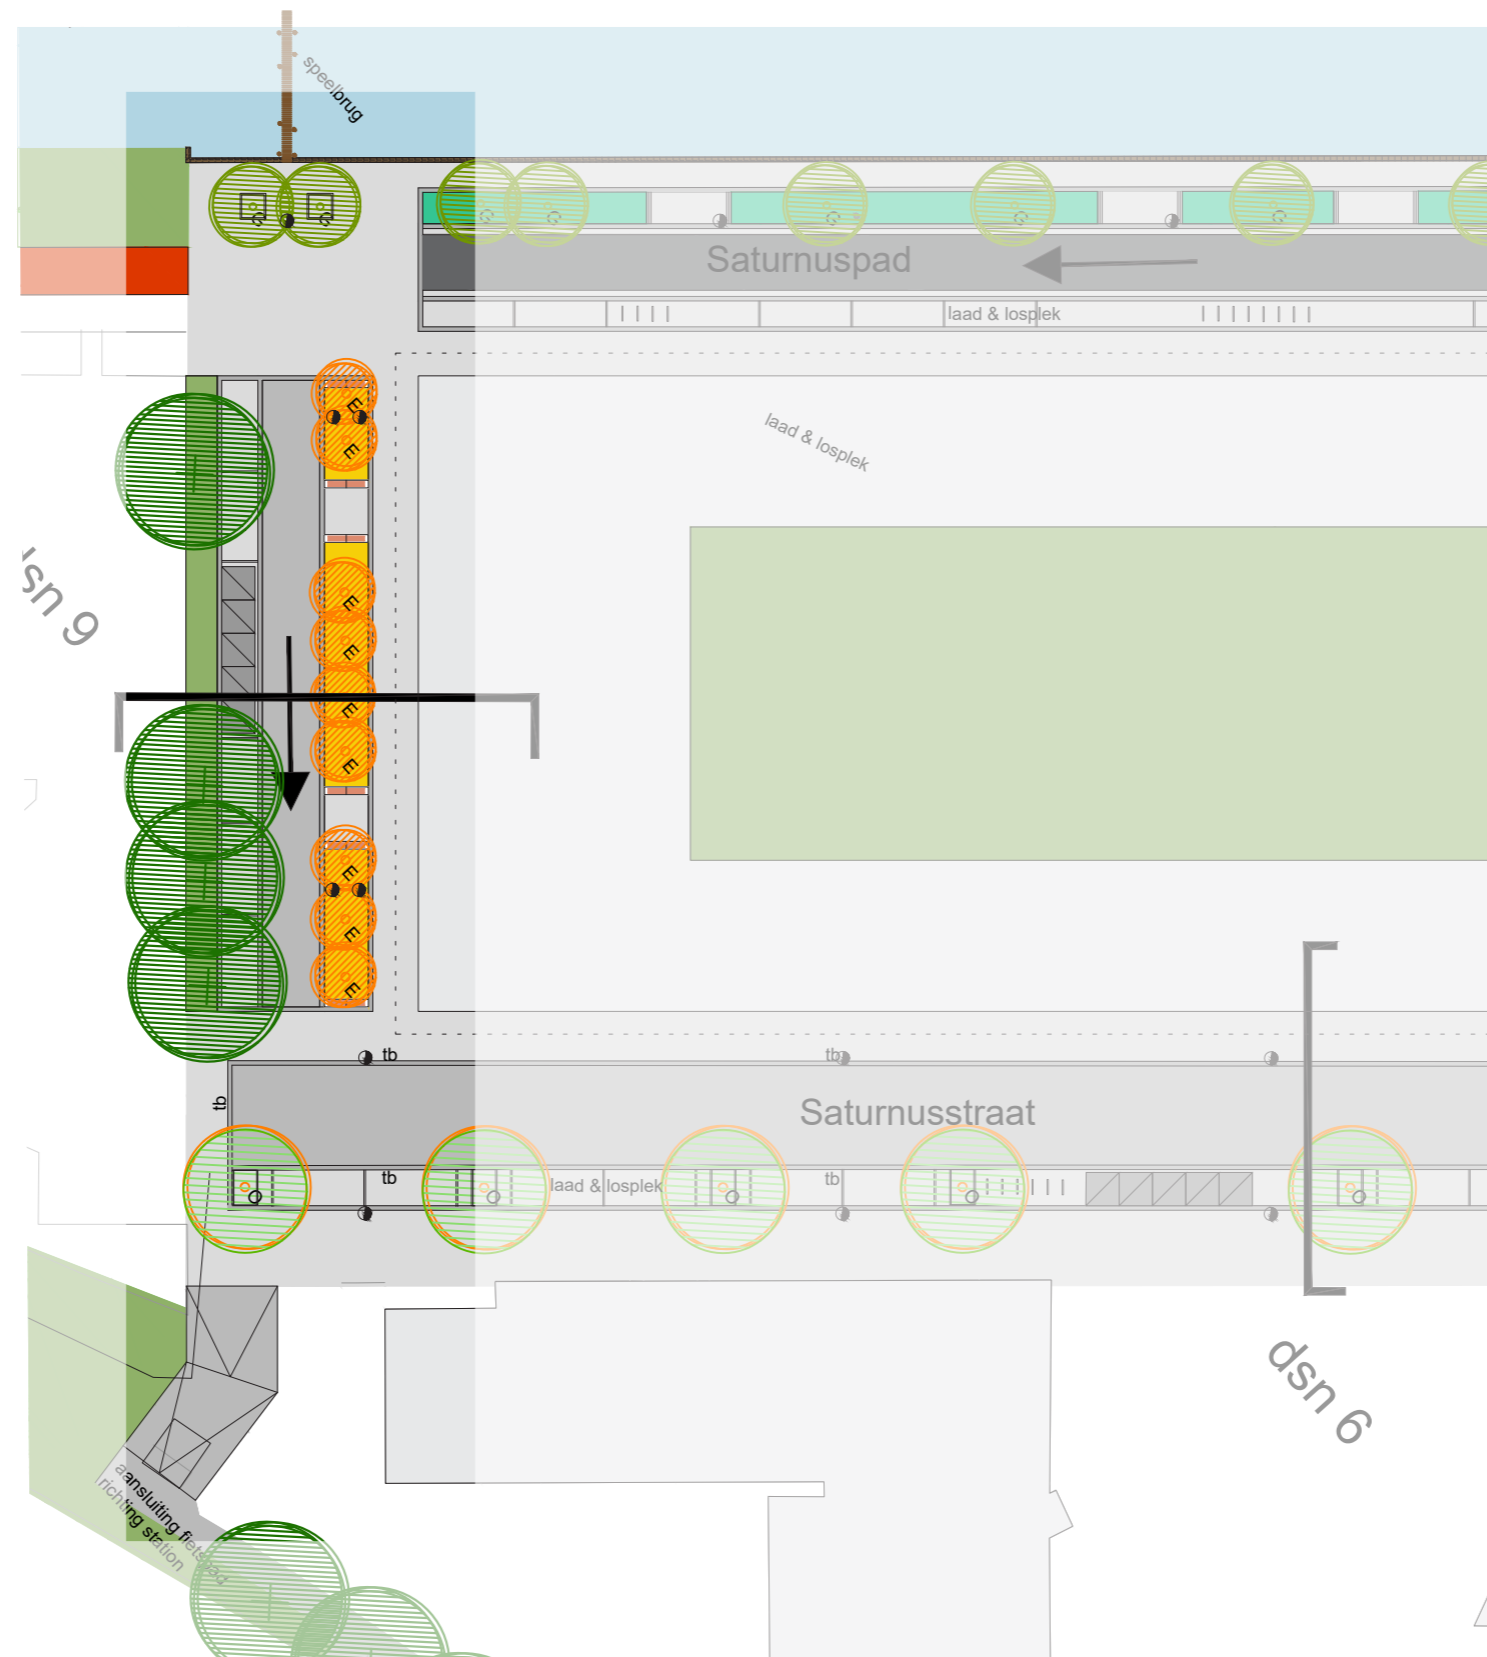 speelbrug
G
G
G
G
G
G
G
Saturnuspad
laad & losplek
laad & losplek
E
E
E
E
E
E
E
E
E
dsn 9
tb
tb
tb
Saturnusstraat
tb
laad & losplek
tb
dsn 6
aansluiting fietspad
richting station